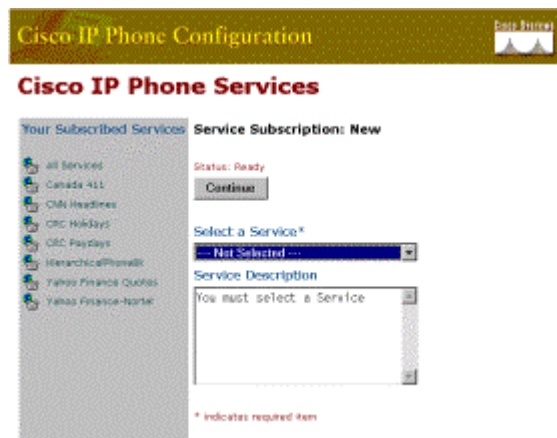 Cisco IP Phone Configuration
Cisco Systems
Cisco IP Phone Services
Your Subscribed Services
All Services
Canada 411
CNN Headlines
CRC Holidays
CRC Paydays
HierarchicalPhoneBk
Yahoo Finance Quotes
Yahoo Finance-Nortel
Service Subscription: New
Status: Ready
Continue
Select a Service*
--- Not Selected ---
Service Description
You must select a Service
* indicates required item